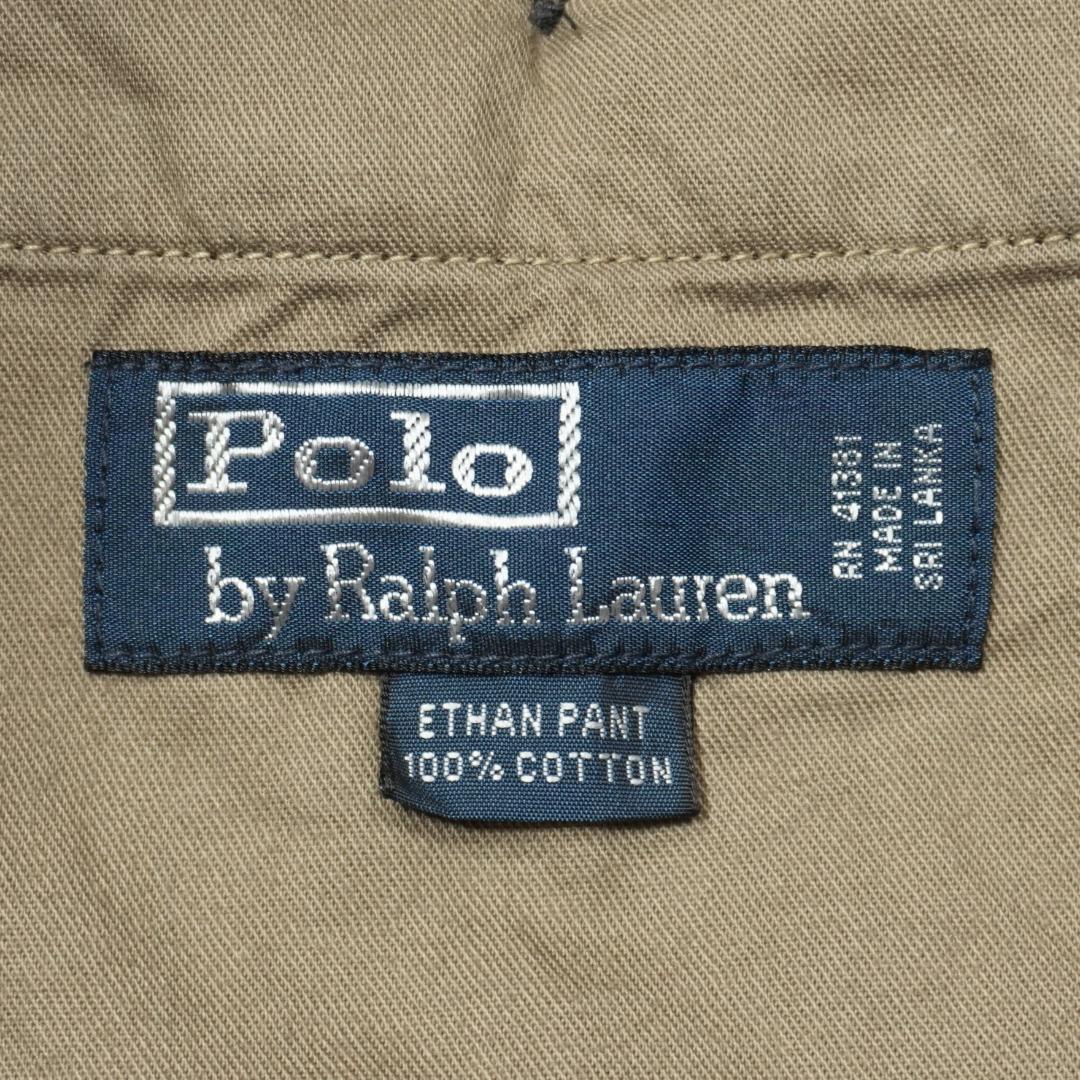 Polo
by Ralph Lauren
RN 41381
MADE IN
SRI LANKA
ETHAN PANT
100% COTTON